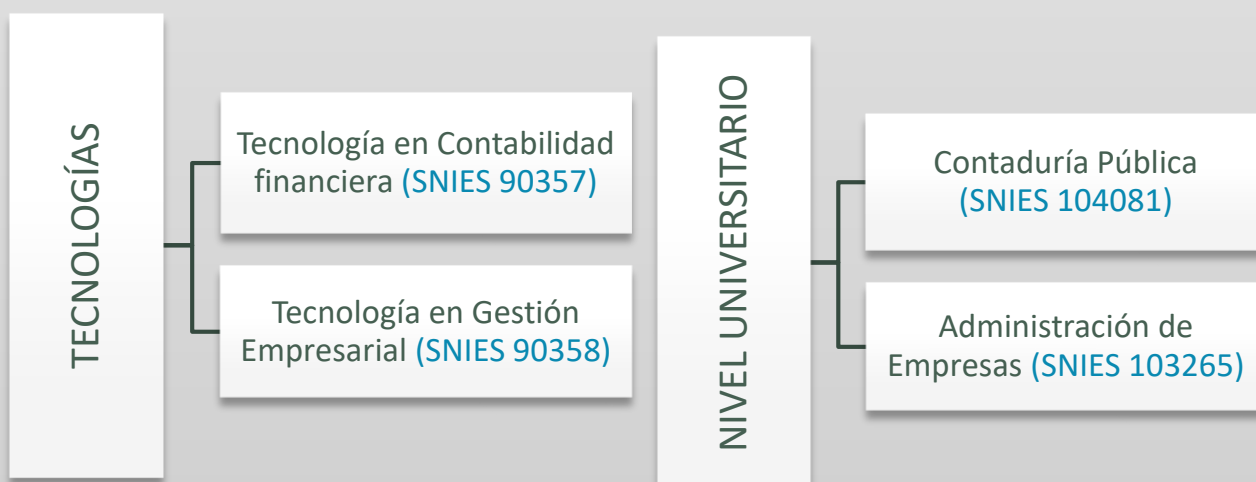 TECNOLOGÍAS
Tecnología en Contabilidad
financiera (SNIES 90357)
Tecnología en Gestión
Empresarial (SNIES 90358)
NIVEL UNIVERSITARIO
Contaduría Pública
(SNIES 104081)
Administración de
Empresas (SNIES 103265)